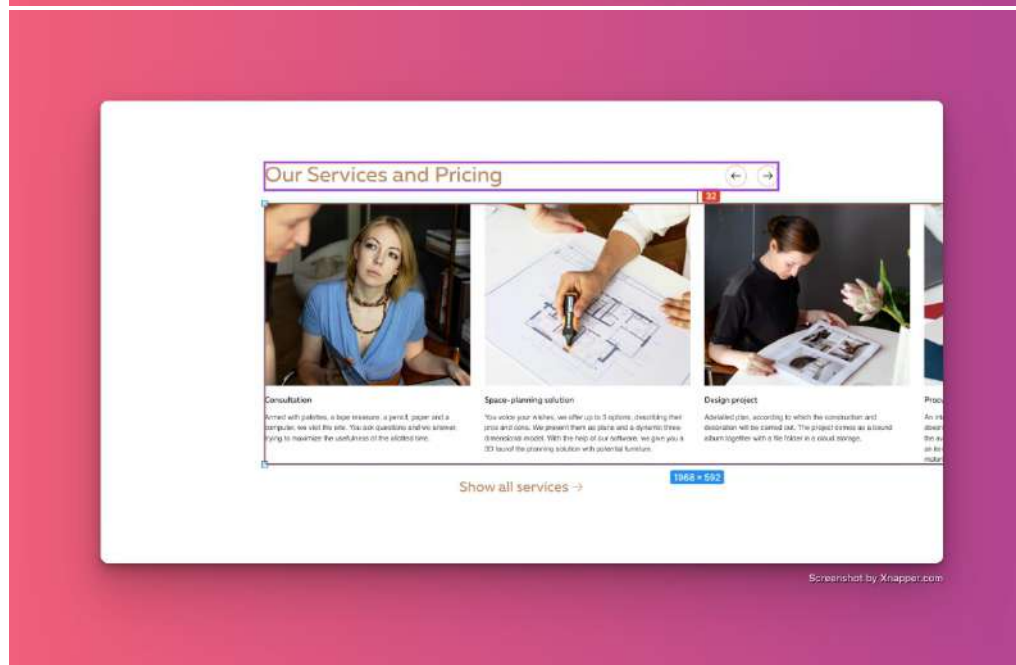 Our Services and Pricing
32
Consultation
Armed with palettes, a tape measure, a pencil, paper and a
computer, we visit the site. You ask questions and we answer,
trying to maximize the usefulness of the allotted time.
Space-planning solution
You voice your wishes, we offer up to 3 options, describing their
pros and cons. We present them as plans and a dynamic three-
dimensional model. With the help of our software, we give you a
3D tour of the planning solution with potential furniture.
Design project
A detailed plan, according to which the construction and
decoration will be carried out. The project comes as a bound
album together with a file folder in a cloud storage.
Procu
An
the
Show all services →
1968 × 592
Screenshot by Xnapper.com